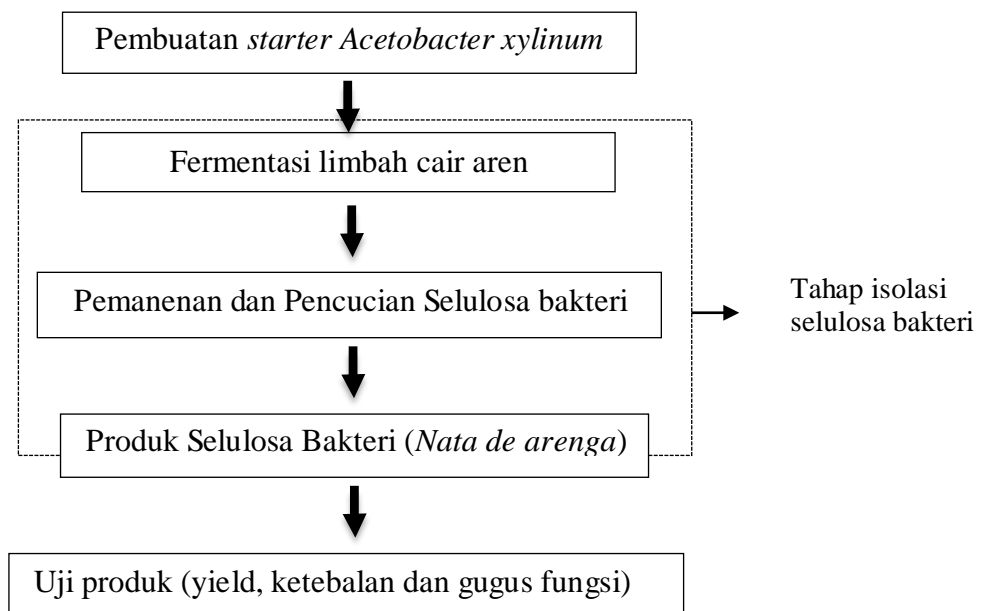 Pembuatan starter Acetobacter xylinum
Fermentasi limbah cair aren
Pemanenan dan Pencucian Selulosa bakteri
Tahap isolasi
selulosa bakteri
Produk Selulosa Bakteri (Nata de arenga)
Uji produk (yield, ketebalan dan gugus fungsi)